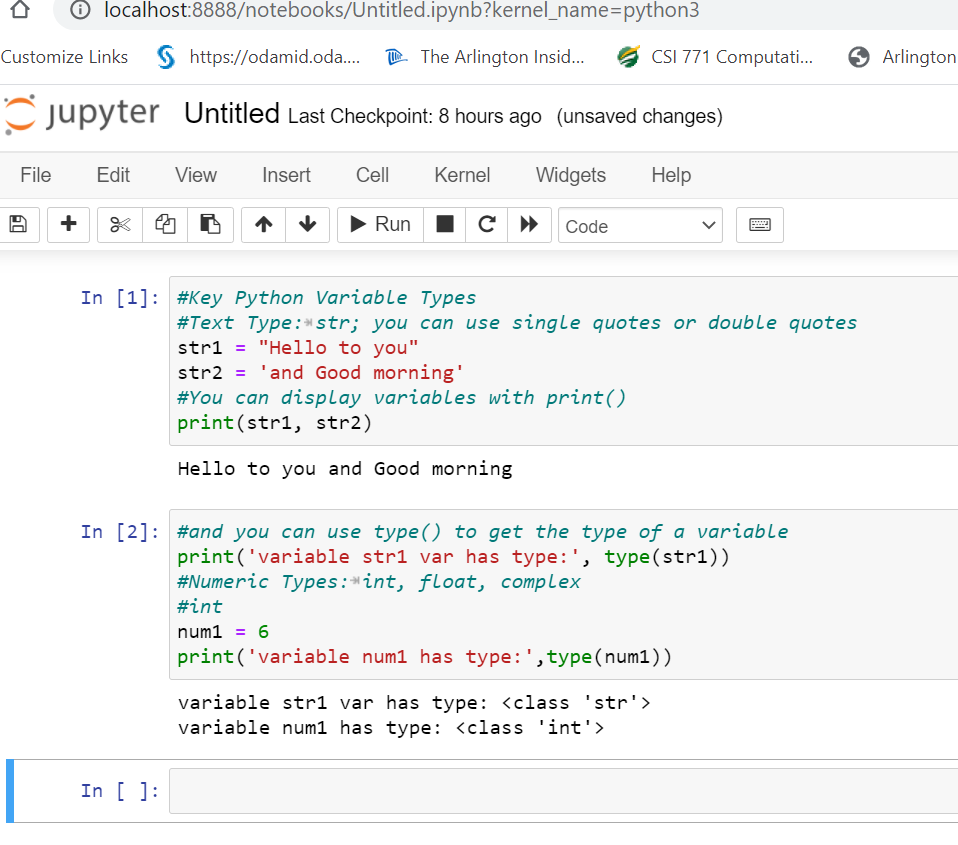 localhost:8888/notebooks/Untitled.ipynb?kernel_name=python3
Customize Links https://odamid.oda.... The Arlington Insid... CSI 771 Computati... Arlington
jupyter Untitled Last Checkpoint: 8 hours ago (unsaved changes)
File Edit View Insert Cell Kernel Widgets Help
Run Code
In [1]: #Key Python Variable Types
#Text Type: str; you can use single quotes or double quotes
str1 = "Hello to you"
str2 = 'and Good morning'
#You can display variables with print()
print(str1, str2)
Hello to you and Good morning
In [2]: #and you can use type() to get the type of a variable
print('variable str1 var has type:', type(str1))
#Numeric Types: int, float, complex
#int
num1 = 6
print('variable num1 has type:',type(num1))
variable str1 var has type: <class 'str'>
variable num1 has type: <class 'int'>
In [ ]: